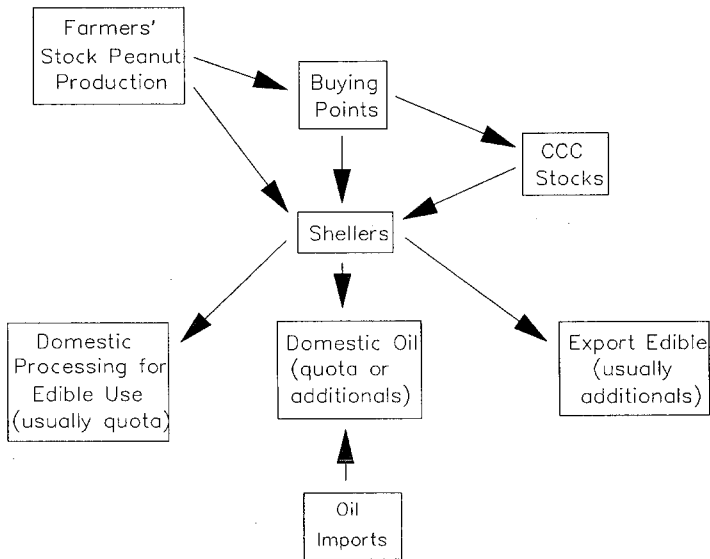 Farmers'
Stock Peanut
Production
Buying
Points
CCC
Stocks
Shellers
Domestic
Processing for
Edible Use
(usually quota)
Domestic Oil
(quota or
additionals)
Export Edible
(usually
additionals)
Oil
Imports